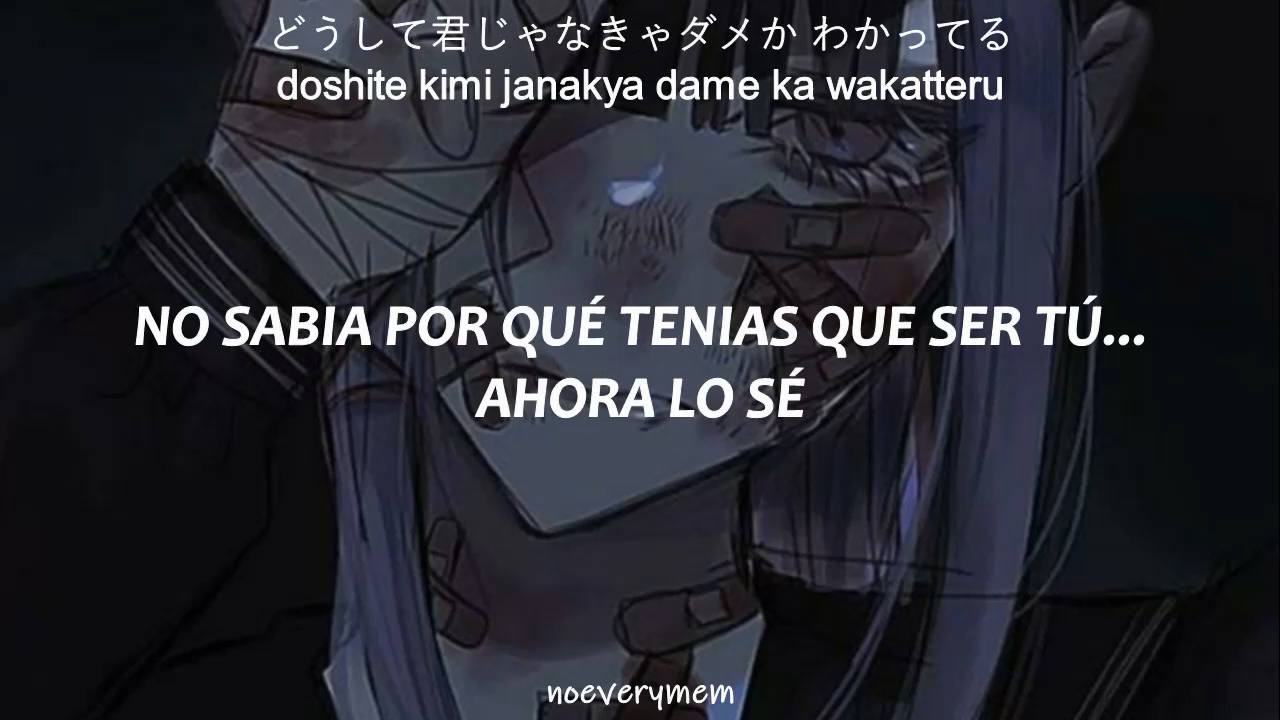 どうして君じゃなきゃダメか わかってる
doshite kimi janakya dame ka wakatteru
NO SABIA POR QUÉ TENIAS QUE SER TÚ...
AHORA LO SÉ
noeverymem